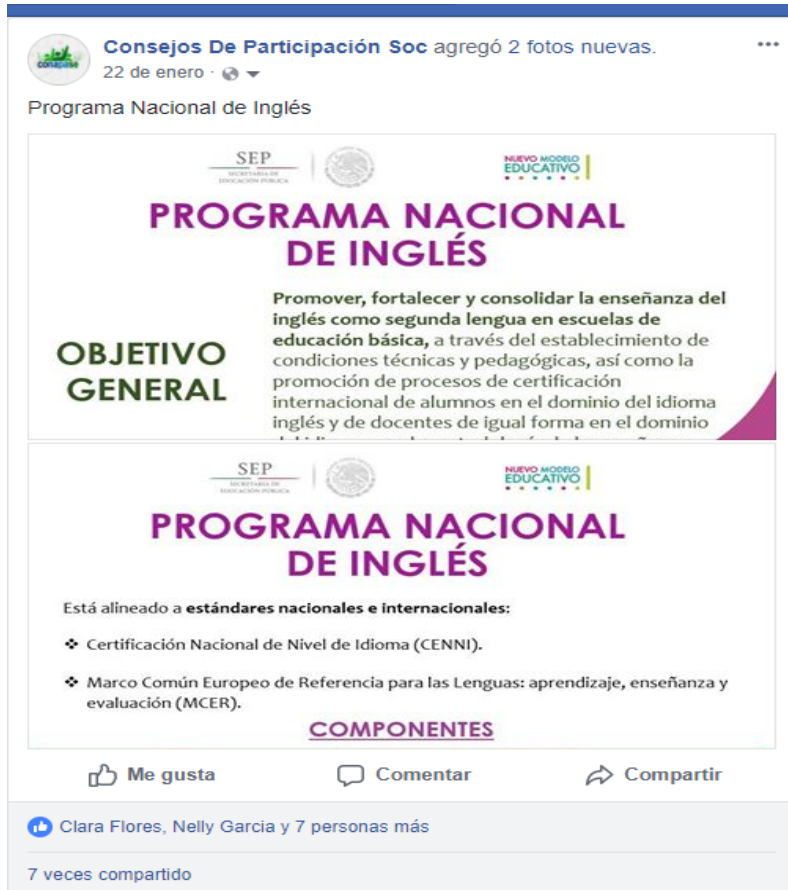 conapase
Consejos De Participación Soc agregó 2 fotos nuevas.
22 de enero ·
Programa Nacional de Inglés
SEP
SECRETARÍA DE
EDUCACIÓN PÚBLICA
NUEVO MODELO
EDUCATIVO
PROGRAMA NACIONAL
DE INGLÉS
OBJETIVO
GENERAL
Promover, fortalecer y consolidar la enseñanza del
inglés como segunda lengua en escuelas de
educación básica, a través del establecimiento de
condiciones técnicas y pedagógicas, así como la
promoción de procesos de certificación
internacional de alumnos en el dominio del idioma
inglés y de docentes de igual forma en el dominio
SEP
SECRETARÍA DE
EDUCACIÓN PÚBLICA
NUEVO MODELO
EDUCATIVO
PROGRAMA NACIONAL
DE INGLÉS
Está alineado a estándares nacionales e internacionales:
❖ Certificación Nacional de Nivel de Idioma (CENNI).
❖ Marco Común Europeo de Referencia para las Lenguas: aprendizaje, enseñanza y
evaluación (MCER).
COMPONENTES
Me gusta
Comentar
Compartir
Clara Flores, Nelly Garcia y 7 personas más
7 veces compartido